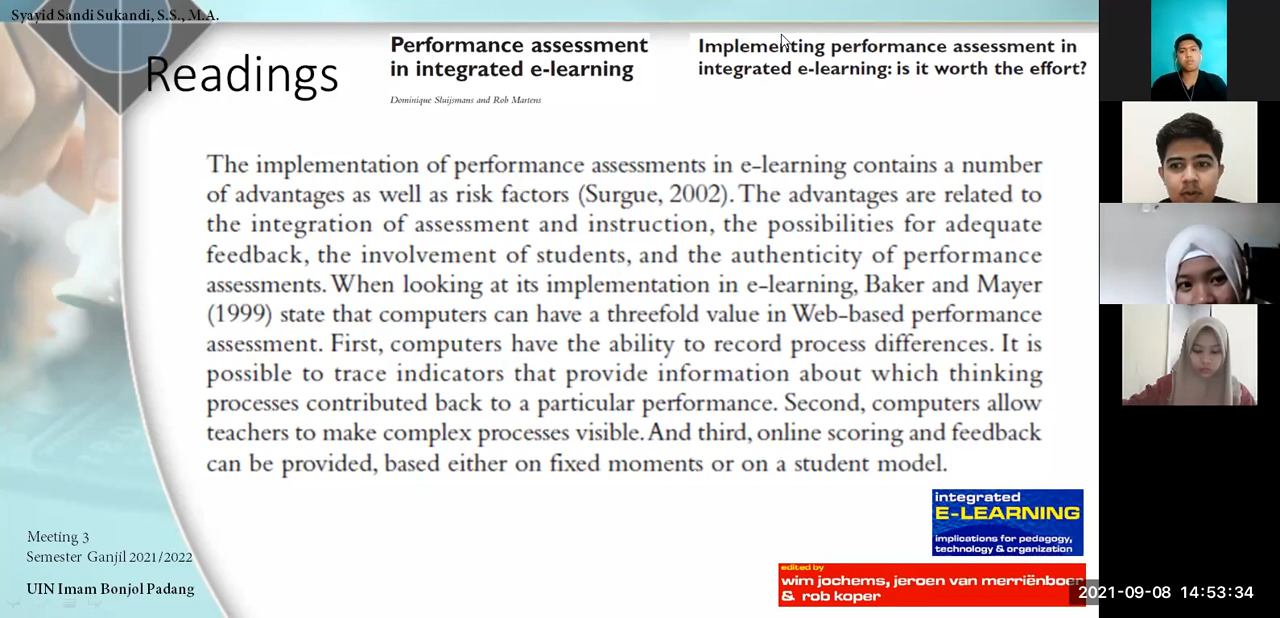 Syayid Sandi Sukandi, S.S., M.A.
Readings
Performance assessment
in integrated e-learning
Dominique Sluijsmans and Rob Martens
Implementing performance assessment in
integrated e-learning: is it worth the effort?
The implementation of performance assessments in e-learning contains a number
of advantages as well as risk factors (Surgue, 2002). The advantages are related to
the integration of assessment and instruction, the possibilities for adequate
feedback, the involvement of students, and the authenticity of performance
assessments. When looking at its implementation in e-learning, Baker and Mayer
(1999) state that computers can have a threefold value in Web-based performance
assessment. First, computers have the ability to record process differences. It is
possible to trace indicators that provide information about which thinking
processes contributed back to a particular performance. Second, computers allow
teachers to make complex processes visible. And third, online scoring and feedback
can be provided, based either on fixed moments or on a student model.
integrated
E-LEARNING
implications for pedagogy,
technology & organization
edited by
wim jochems, jeroen van merriënboer
& rob koper
Meeting 3
Semester Ganjil 2021/2022
UIN Imam Bonjol Padang
2021-09-08 14:53:34